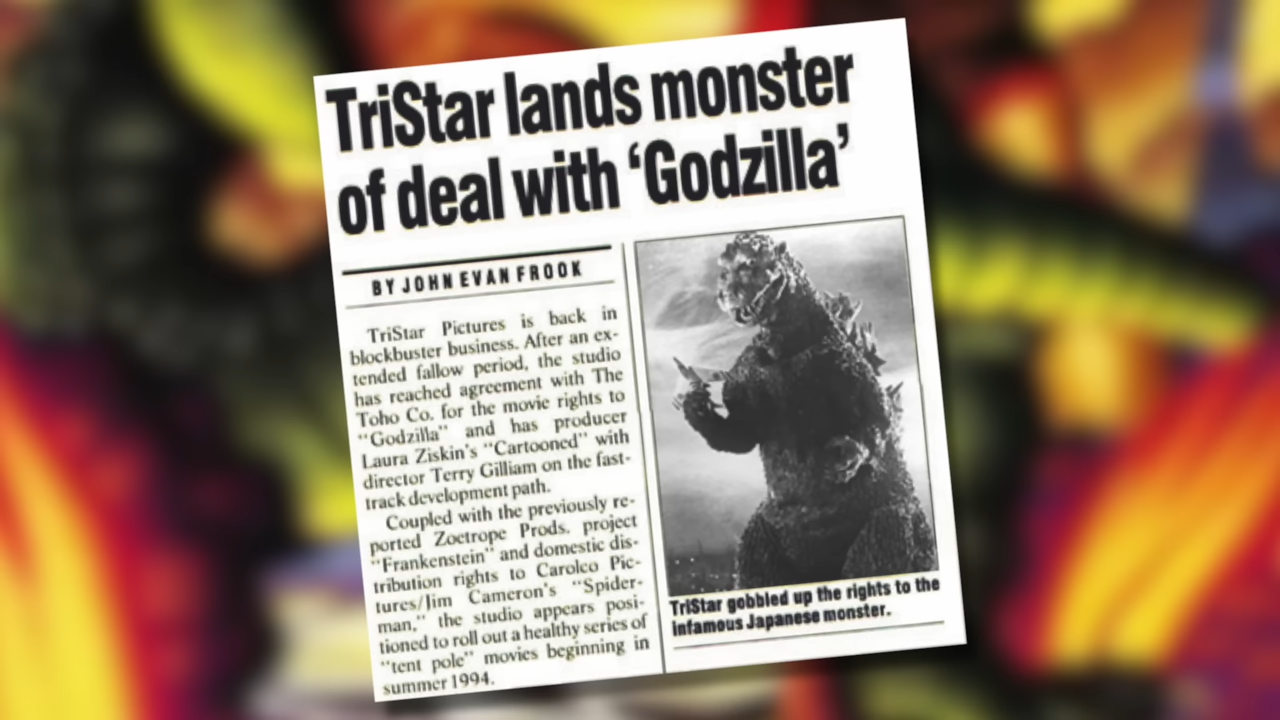 TriStar lands monster
of deal with ‘Godzilla’
BY JOHN EVAN FROOK
TriStar Pictures is back in
blockbuster business. After an ex-
tended fallow period, the studio
has reached agreement with The
Toho Co. for the movie rights to
"Godzilla" and has producer
Laura Ziskin's "Cartooned" with
director Terry Gilliam on the fast-
track development path.
Coupled with the previously re-
ported Zoetrope Prods. project
"Frankenstein" and domestic dis-
tribution rights to Carolco Pic-
tures/Jim Cameron's "Spider-
man," the studio appears posi-
tioned to roll out a healthy series of
"tent pole" movies beginning in
summer 1994.
TriStar gobbled up the rights to the
infamous Japanese monster.